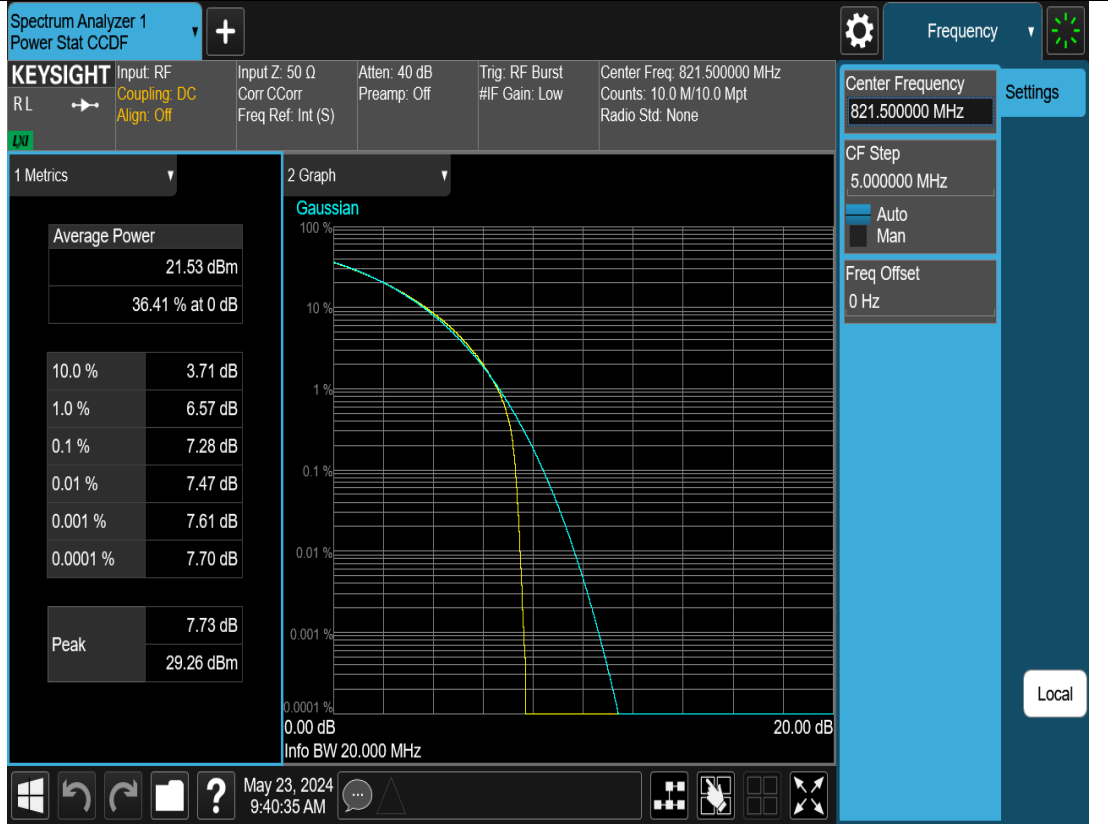 Spectrum Analyzer 1
Power Stat CCDF
+
Frequency
KEYSIGHT
RL
LXI
Input: RF
Coupling: DC
Align: Off
Input Z: 50 Ω
Corr CCorr
Freq Ref: Int (S)
Atten: 40 dB
Preamp: Off
Trig: RF Burst
#IF Gain: Low
Center Freq: 821.500000 MHz
Counts: 10.0 M/10.0 Mpt
Radio Std: None
Center Frequency
821.500000 MHz
Settings
CF Step
5.000000 MHz
Auto
Man
Freq Offset
0 Hz
1 Metrics
Average Power
21.53 dBm
36.41 % at 0 dB
10.0 % 3.71 dB
1.0 % 6.57 dB
0.1 % 7.28 dB
0.01 % 7.47 dB
0.001 % 7.61 dB
0.0001 % 7.70 dB
Peak
7.73 dB
29.26 dBm
2 Graph
Gaussian
100 %
10 %
1 %
0.1 %
0.01 %
0.001 %
0.0001 %
0.00 dB 20.00 dB
Info BW 20.000 MHz
Local
?
May 23, 2024
9:40:35 AM